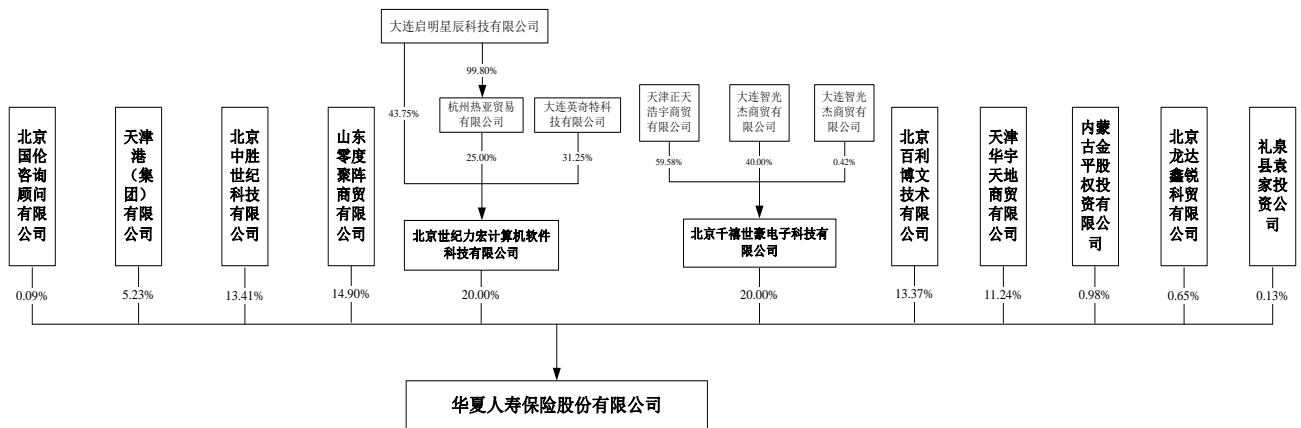 大连启明星辰科技有限公司
99.80%
43.75%
杭州热亚贸易
有限公司
大连英奇特科
技有限公司
天津正天
浩宇商贸
有限公司
大连智光
杰商贸有
限公司
大连智光
杰商贸有
限公司
25.00%
31.25%
59.58%
40.00%
0.42%
北京
国伦
咨询
顾问
有限
公司
天津
港
（集
团）
有限
公司
北京
中胜
世纪
科技
有限
公司
山东
零度
聚阵
商贸
有限
公司
北京世纪力宏计算机软件
科技有限公司
北京千禧世豪电子科技有
限公司
北京
百利
博文
技术
有限
公司
天津
华宇
天地
商贸
有限
公司
内蒙
古金
平股
权投
资有
限公
司
北京
龙达
鑫锐
科贸
有限
公司
礼泉
县袁
家投
资公
司
0.09%
5.23%
13.41%
14.90%
20.00%
20.00%
13.37%
11.24%
0.98%
0.65%
0.13%
华夏人寿保险股份有限公司